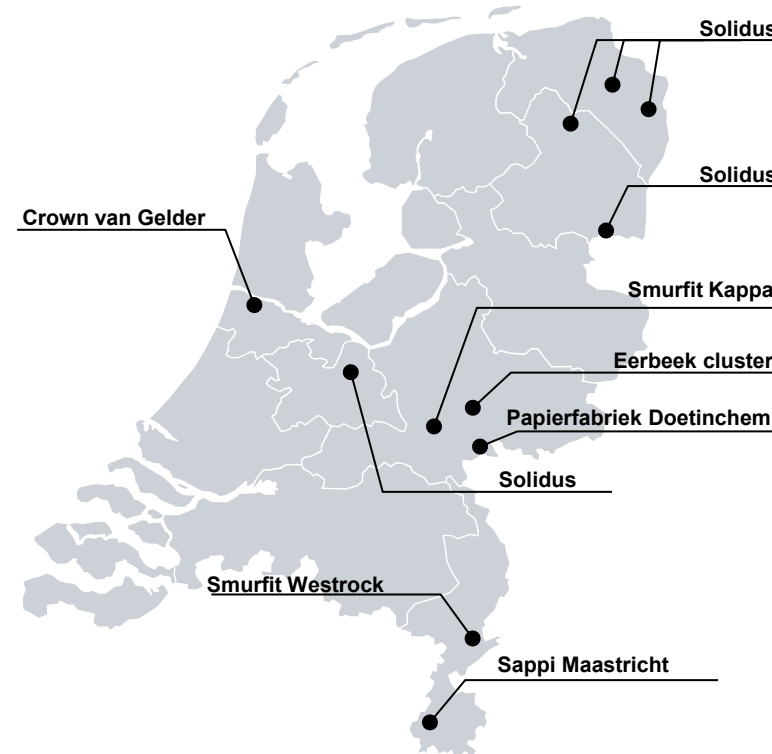 Solidus
Solidus
Crown van Gelder
Smurfit Kappa
Eerbeek cluster
Papierfabriek Doetinchem
Solidus
Smurfit Westrock
Sappi Maastricht